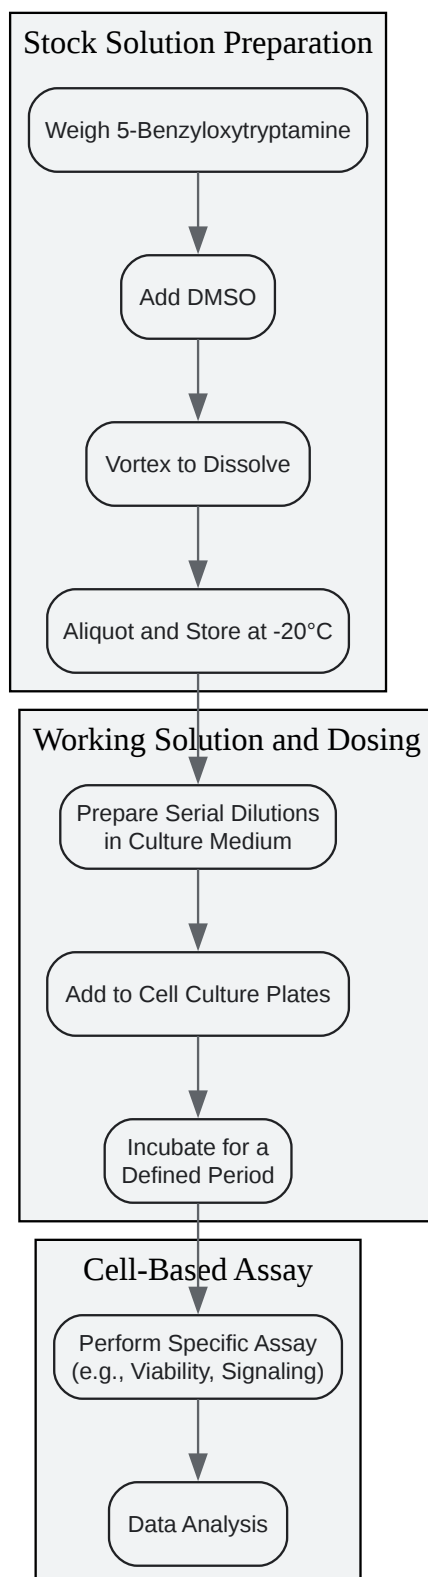 Stock Solution Preparation
Weigh 5-Benzyloxytryptamine
Add DMSO
Vortex to Dissolve
Aliquot and Store at -20°C
Working Solution and Dosing
Prepare Serial Dilutions
in Culture Medium
Add to Cell Culture Plates
Incubate for a
Defined Period
Cell-Based Assay
Perform Specific Assay
(e.g., Viability, Signaling)
Data Analysis